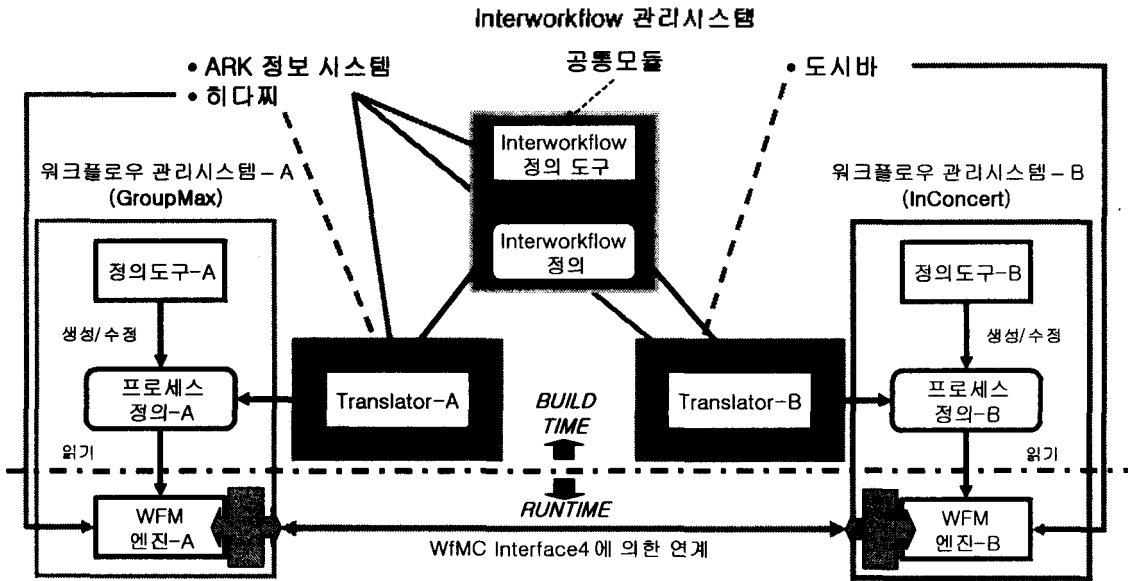 Interworkflow 관리시스템
• ARK 정보 시스템
• 히다찌
공통모듈
• 도시바
Interworkflow
정의 도구
Interworkflow
정의
워크플로우 관리시스템 – A
(GroupMax)
워크플로우 관리시스템 – B
(InConcert)
정의도구-A
생성/수정
프로세스
정의-A
읽기
WFM
엔진-A
Translator-A
BUILD
TIME
RUNTIME
Translator-B
정의도구-B
생성/수정
프로세스
정의-B
읽기
WFM
엔진-B
WfMC Interface4 에 의한 연계